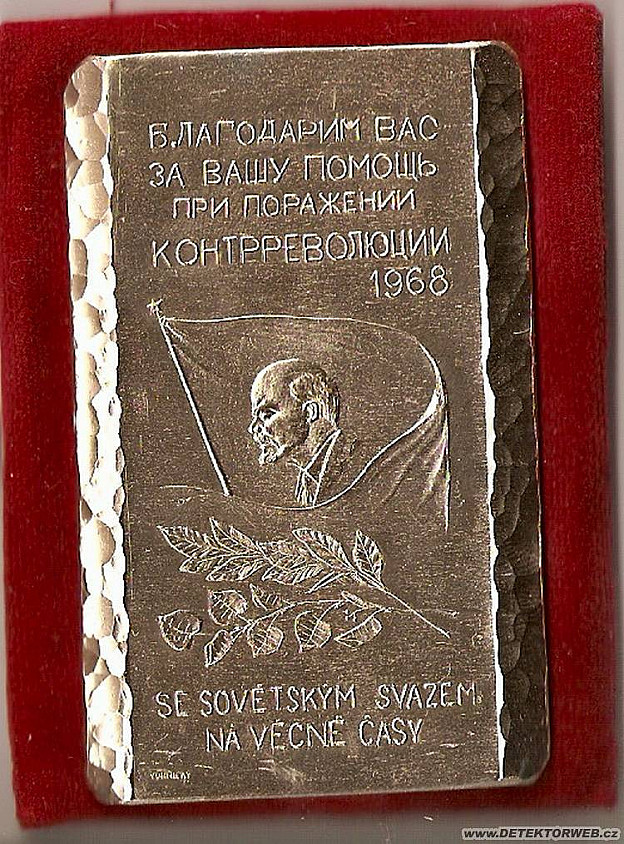 БЛАГОДАРИМ ВАС
ЗА ВАШУ ПОМОЩЬ
ПРИ ПОРАЖЕНИИ
КОНТРРЕВОЛЮЦИИ
1968
SE SOVĚTSKÝM SVAZEM
NA VĚČNÉ ČASY
www.DETEKTORWEB.cz